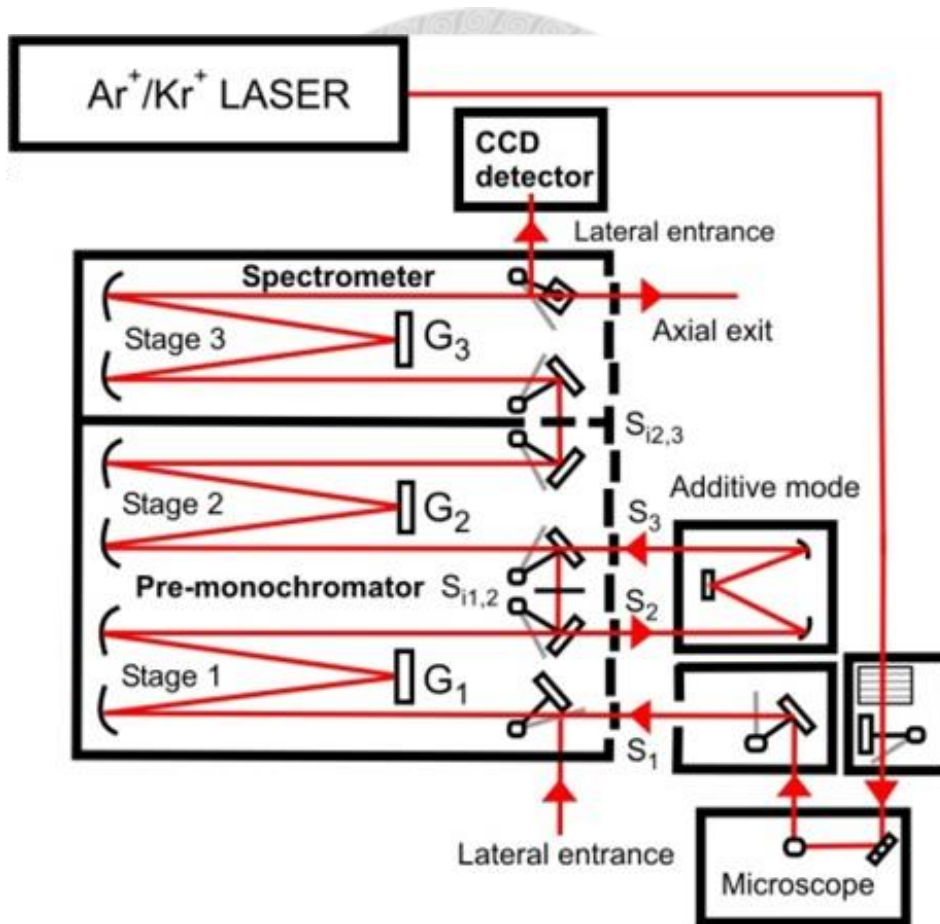 Ar⁺/Kr⁺ LASER
CCD
detector
Lateral entrance
Spectrometer
Axial exit
Stage 3
G₃
Sᵢ₂,₃
Additive mode
Stage 2
G₂
S₃
Pre-monochromator
Sᵢ₁,₂
S₂
Stage 1
G₁
S₁
Lateral entrance
Microscope